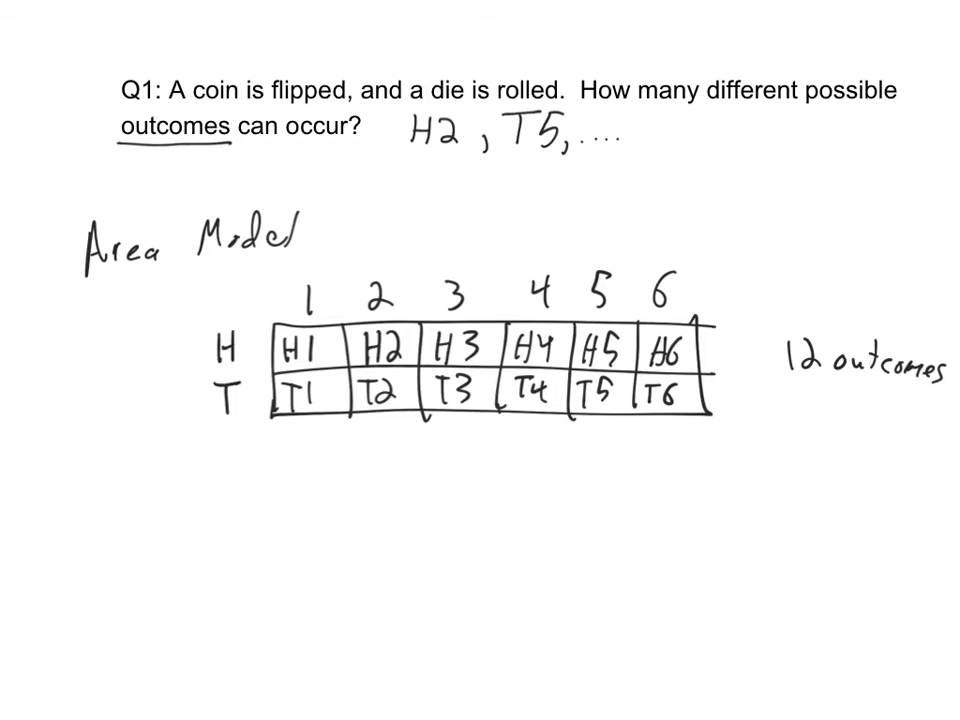 Q1: A coin is flipped, and a die is rolled.  How many different possible
outcomes can occur? H2, T5, ....
Area Model
1 2 3 4 5 6
H H1 H2 H3 H4 H5 H6
T T1 T2 T3 T4 T5 T6
12 outcomes